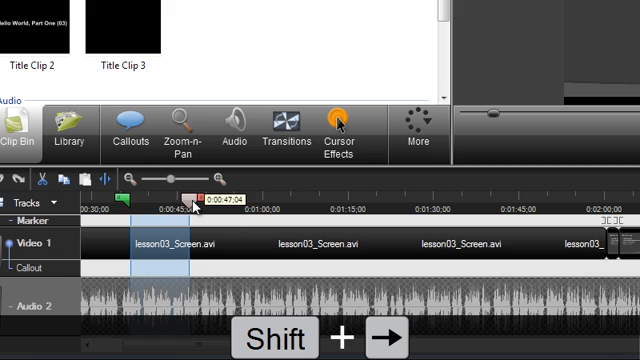 Hello World, Part One (03)
Title Clip 2
Title Clip 3
Audio
Clip Bin
Library
Callouts
Zoom-n-
Pan
Audio
Transitions
Cursor
Effects
More
Tracks
0:00:47;04
00:30;00
0:00:45;0
0:01:00;00
0:01:15;00
0:01:30;00
0:01:45;00
0:02:00;00
Marker
Video 1
lesson03_Screen.avi
lesson03_Screen.avi
lesson03_Screen.avi
lesson03_
Callout
Audio 2
Shift + →